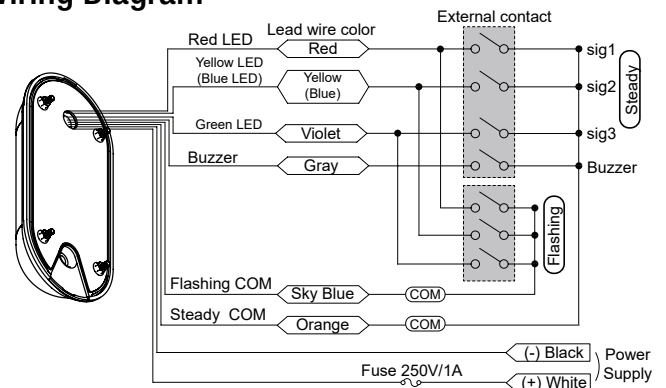 Wiring Diagram
External contact
Lead wire color
Red LED
Red
sig1
Yellow LED
(Blue LED)
Yellow
(Blue)
sig2
Steady
Green LED
Violet
sig3
Buzzer
Gray
Buzzer
Flashing
Flashing COM
Sky Blue
COM
Steady COM
Orange
COM
(-) Black
Power
Supply
Fuse 250V/1A
(+) White